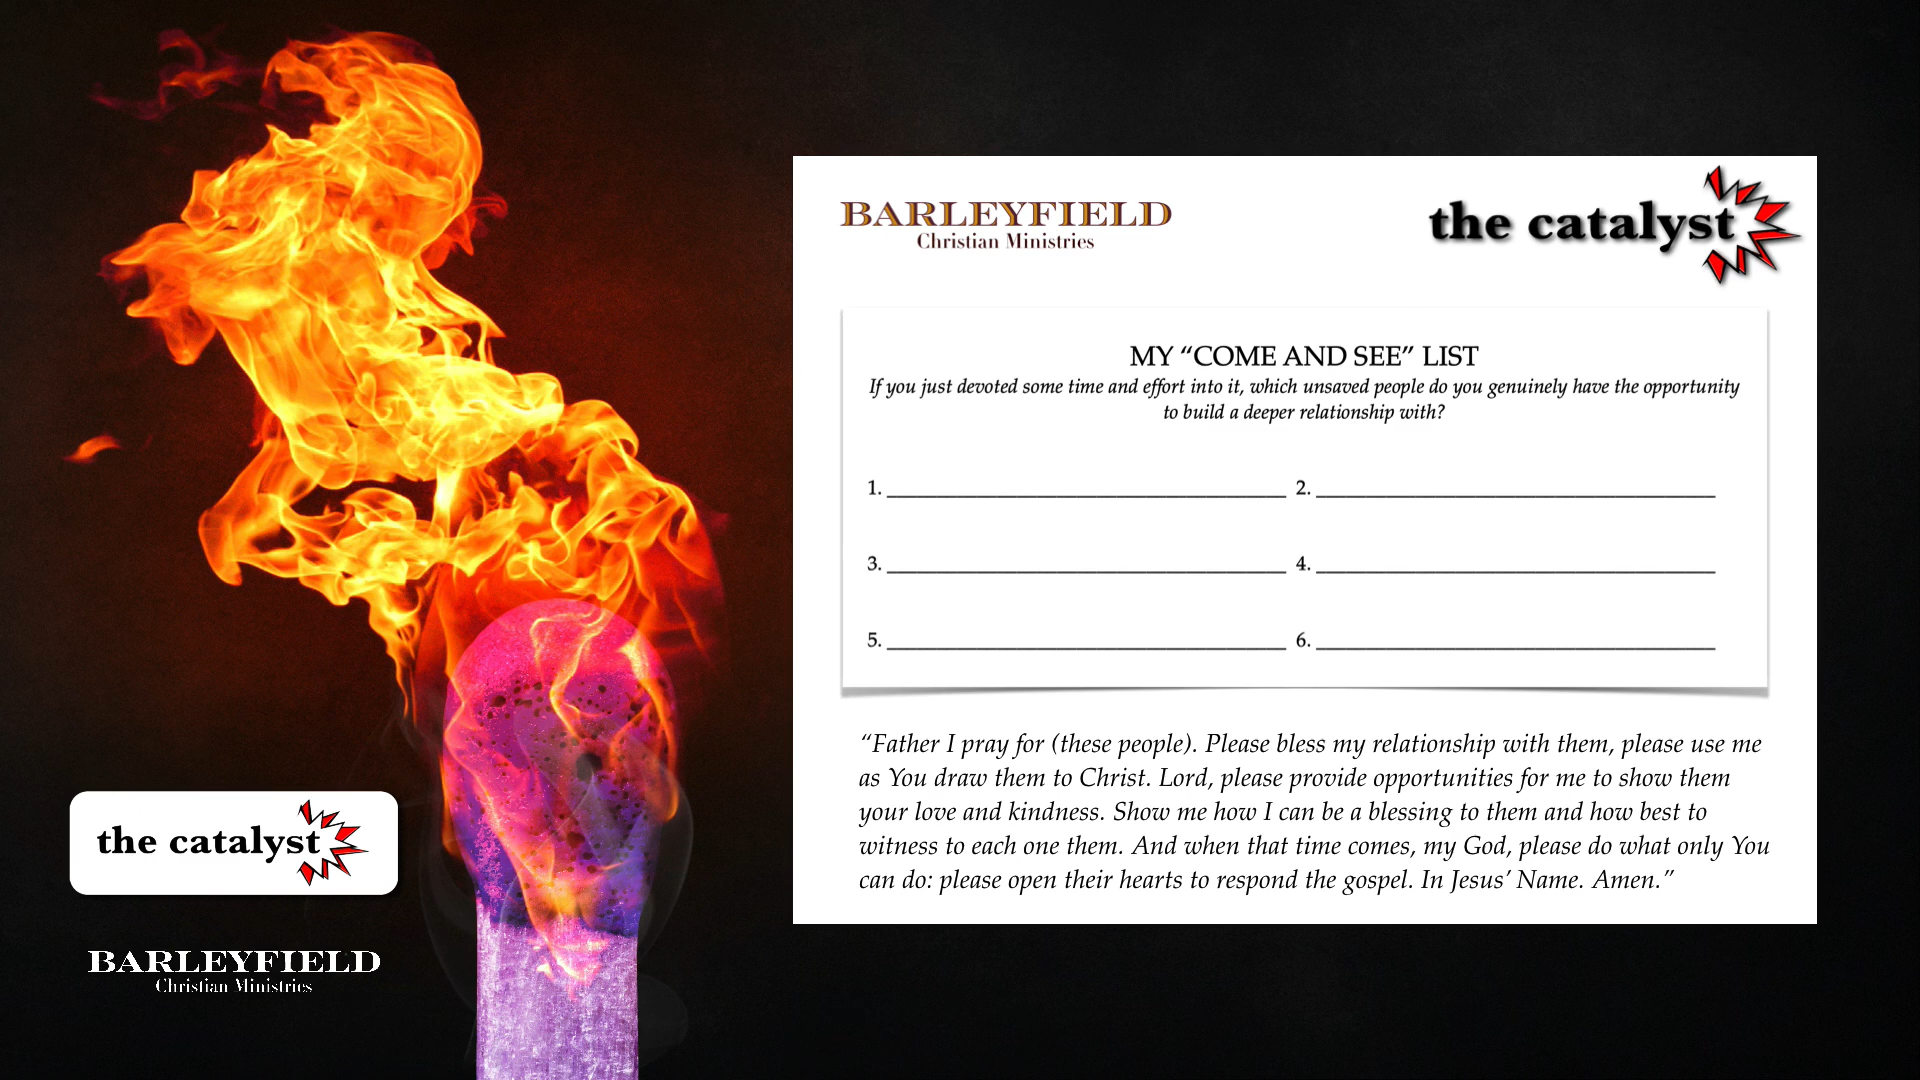 BARLEYFIELD
Christian Ministries
the catalyst
MY “COME AND SEE” LIST
If you just devoted some time and effort into it, which unsaved people do you genuinely have the opportunity
to build a deeper relationship with?
1. ______________________________________ 2. ______________________________________
3. ______________________________________ 4. ______________________________________
5. ______________________________________ 6. ______________________________________
“Father I pray for (these people). Please bless my relationship with them, please use me
as You draw them to Christ. Lord, please provide opportunities for me to show them
your love and kindness. Show me how I can be a blessing to them and how best to
witness to each one them. And when that time comes, my God, please do what only You
can do: please open their hearts to respond the gospel. In Jesus’ Name. Amen.”
the catalyst
BARLEYFIELD
Christian Ministries